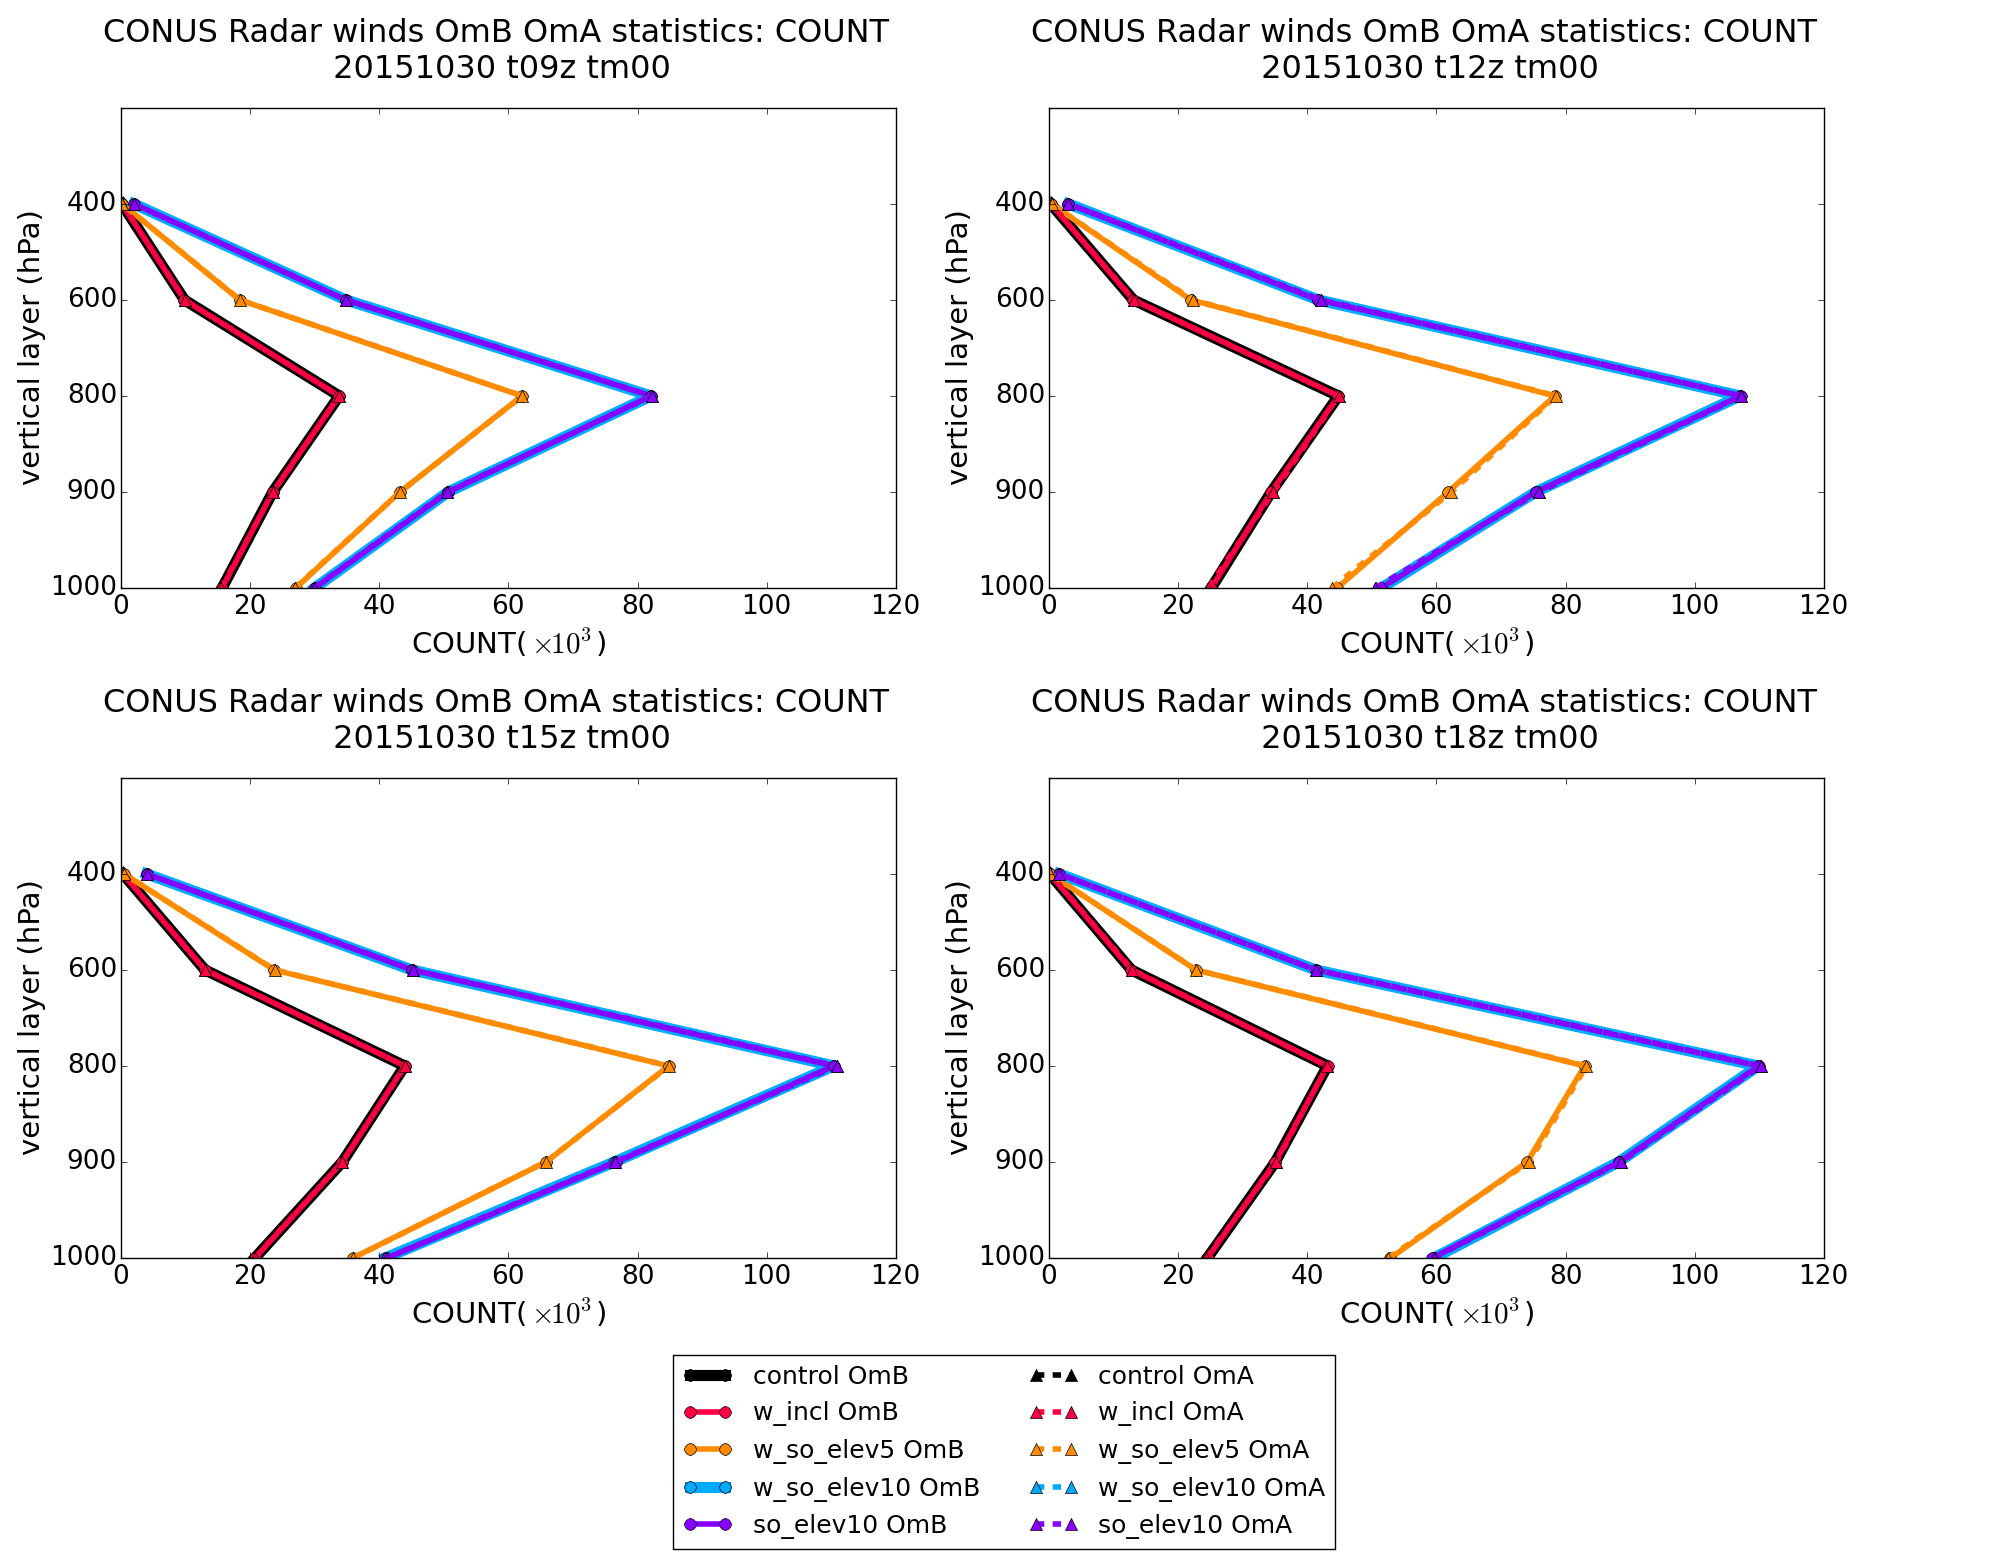 CONUS Radar winds OmB OmA statistics: COUNT
20151030 t09z tm00
vertical layer (hPa)
400
600
800
900
1000
0 20 40 60 80 100 120
COUNT( ×10³ )
CONUS Radar winds OmB OmA statistics: COUNT
20151030 t12z tm00
vertical layer (hPa)
400
600
800
900
1000
0 20 40 60 80 100 120
COUNT( ×10³ )
CONUS Radar winds OmB OmA statistics: COUNT
20151030 t15z tm00
vertical layer (hPa)
400
600
800
900
1000
0 20 40 60 80 100 120
COUNT( ×10³ )
CONUS Radar winds OmB OmA statistics: COUNT
20151030 t18z tm00
vertical layer (hPa)
400
600
800
900
1000
0 20 40 60 80 100 120
COUNT( ×10³ )
control OmB
w_incl OmB
w_so_elev5 OmB
w_so_elev10 OmB
so_elev10 OmB
control OmA
w_incl OmA
w_so_elev5 OmA
w_so_elev10 OmA
so_elev10 OmA